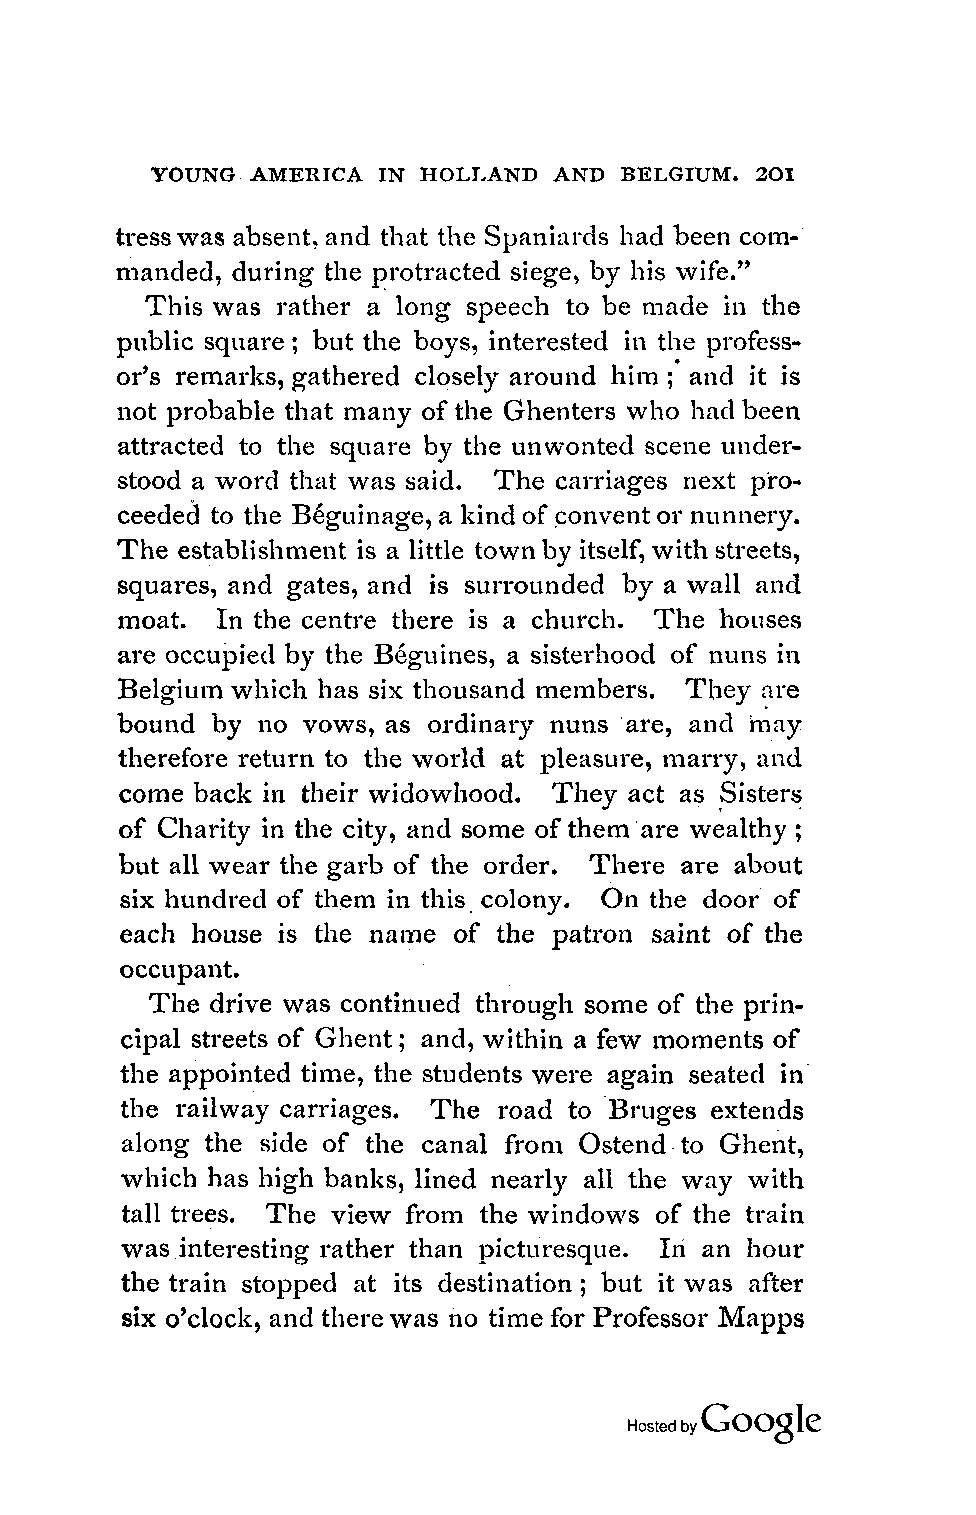 YOUNG AMERICA IN HOLLAND AND BELGIUM. 201
tress was absent, and that the Spaniards had been com-
manded, during the protracted siege, by his wife.”
This was rather a long speech to be made in the
public square; but the boys, interested in the profess-
or’s remarks, gathered closely around him; and it is
not probable that many of the Ghenters who had been
attracted to the square by the unwonted scene under-
stood a word that was said. The carriages next pro-
ceeded to the Béguinage, a kind of convent or nunnery.
The establishment is a little town by itself, with streets,
squares, and gates, and is surrounded by a wall and
moat. In the centre there is a church. The houses
are occupied by the Béguines, a sisterhood of nuns in
Belgium which has six thousand members. They are
bound by no vows, as ordinary nuns are, and may
therefore return to the world at pleasure, marry, and
come back in their widowhood. They act as Sisters
of Charity in the city, and some of them are wealthy;
but all wear the garb of the order. There are about
six hundred of them in this colony. On the door of
each house is the name of the patron saint of the
occupant.
The drive was continued through some of the prin-
cipal streets of Ghent; and, within a few moments of
the appointed time, the students were again seated in
the railway carriages. The road to Bruges extends
along the side of the canal from Ostend to Ghent,
which has high banks, lined nearly all the way with
tall trees. The view from the windows of the train
was interesting rather than picturesque. In an hour
the train stopped at its destination; but it was after
six o’clock, and there was no time for Professor Mapps
Hosted by Google